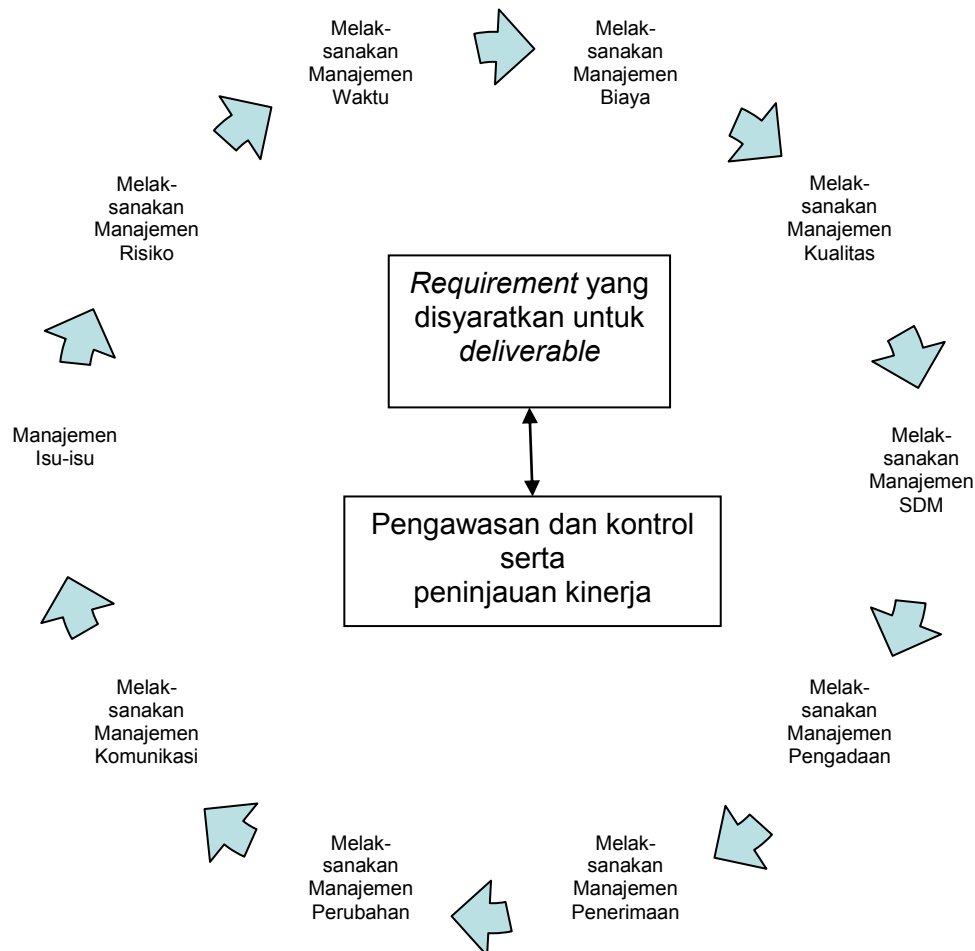 Melak-
sanakan
Manajemen
Waktu
Melak-
sanakan
Manajemen
Biaya
Melak-
sanakan
Manajemen
Kualitas
Melak-
sanakan
Manajemen
SDM
Melak-
sanakan
Manajemen
Pengadaan
Melak-
sanakan
Manajemen
Penerimaan
Melak-
sanakan
Manajemen
Perubahan
Melak-
sanakan
Manajemen
Komunikasi
Manajemen
Isu-isu
Melak-
sanakan
Manajemen
Risiko
Requirement yang
disyaratkan untuk
deliverable
Pengawasan dan kontrol
serta
peninjauan kinerja